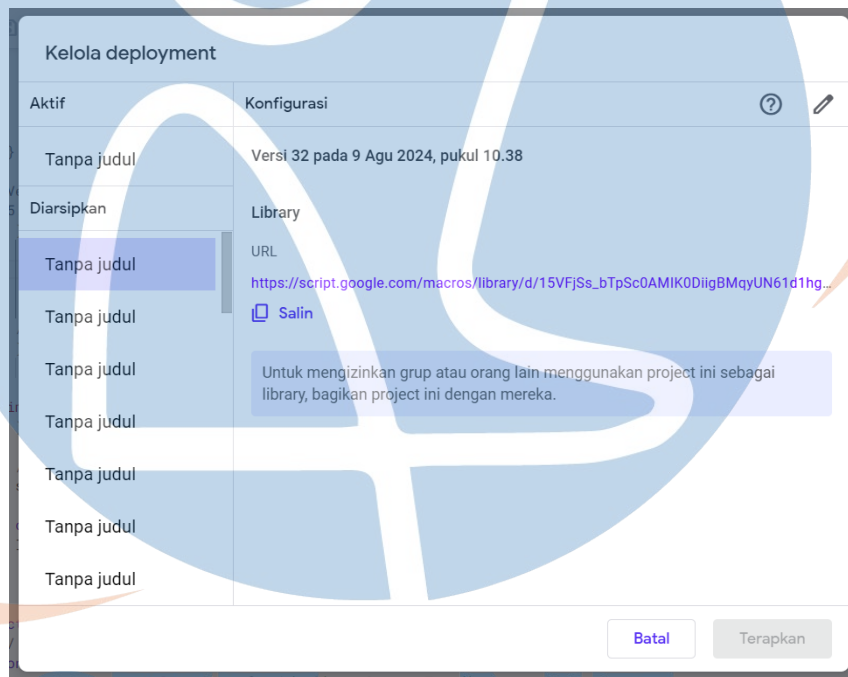 Kelola deployment
Aktif
Konfigurasi
Tanpa judul
Versi 32 pada 9 Agu 2024, pukul 10.38
Diarsipkan
Library
Tanpa judul
URL
https://script.google.com/macros/library/d/15VFjSs_bTpSc0AMIK0DiigBMqyUN61d1hg...
Tanpa judul
Salin
Tanpa judul
Untuk mengizinkan grup atau orang lain menggunakan project ini sebagai
library, bagikan project ini dengan mereka.
Tanpa judul
Tanpa judul
Tanpa judul
Tanpa judul
Batal
Terapkan